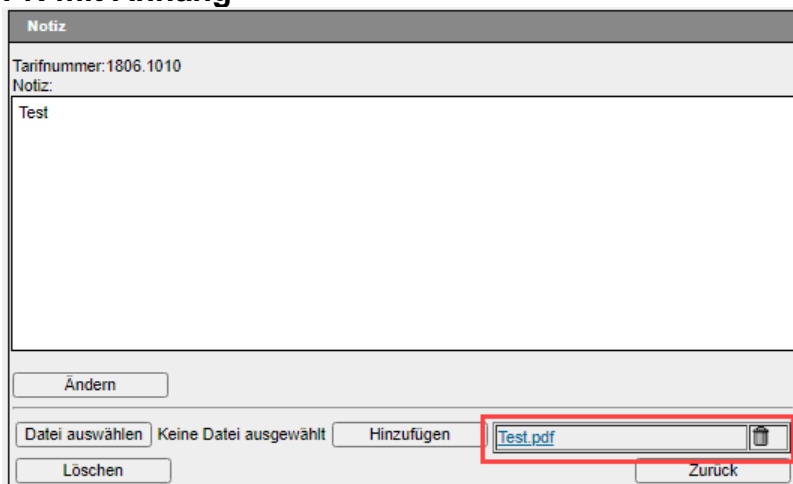 Notiz
Tarifnummer:1806.1010
Notiz:
Test
Ändern
Datei auswählen Keine Datei ausgewählt Hinzufügen Test.pdf
Löschen Zurück